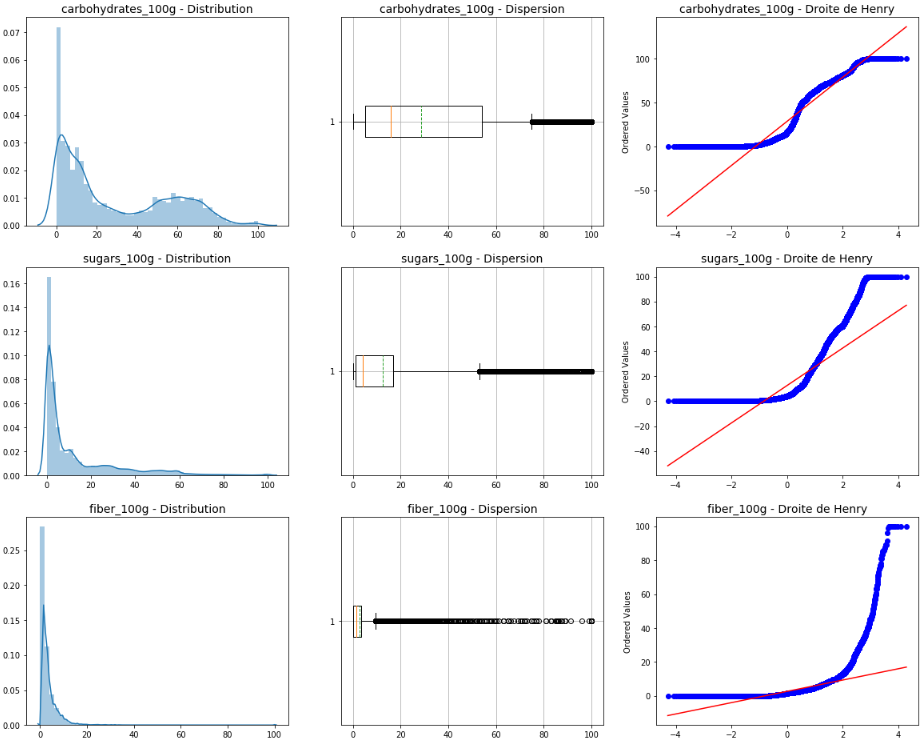 carbohydrates_100g - Distribution
0.07
0.06
0.05
0.04
0.03
0.02
0.01
0.00
0 20 40 60 80 100
carbohydrates_100g - Dispersion
1
0 20 40 60 80 100
carbohydrates_100g - Droite de Henry
Ordered Values
100
50
0
−50
−4 −2 0 2 4
sugars_100g - Distribution
0.16
0.14
0.12
0.10
0.08
0.06
0.04
0.02
0.00
0 20 40 60 80 100
sugars_100g - Dispersion
1
0 20 40 60 80 100
sugars_100g - Droite de Henry
Ordered Values
100
80
60
40
20
0
−20
−40
−4 −2 0 2 4
fiber_100g - Distribution
0.25
0.20
0.15
0.10
0.05
0.00
0 20 40 60 80 100
fiber_100g - Dispersion
1
0 20 40 60 80 100
fiber_100g - Droite de Henry
Ordered Values
100
80
60
40
20
0
−4 −2 0 2 4